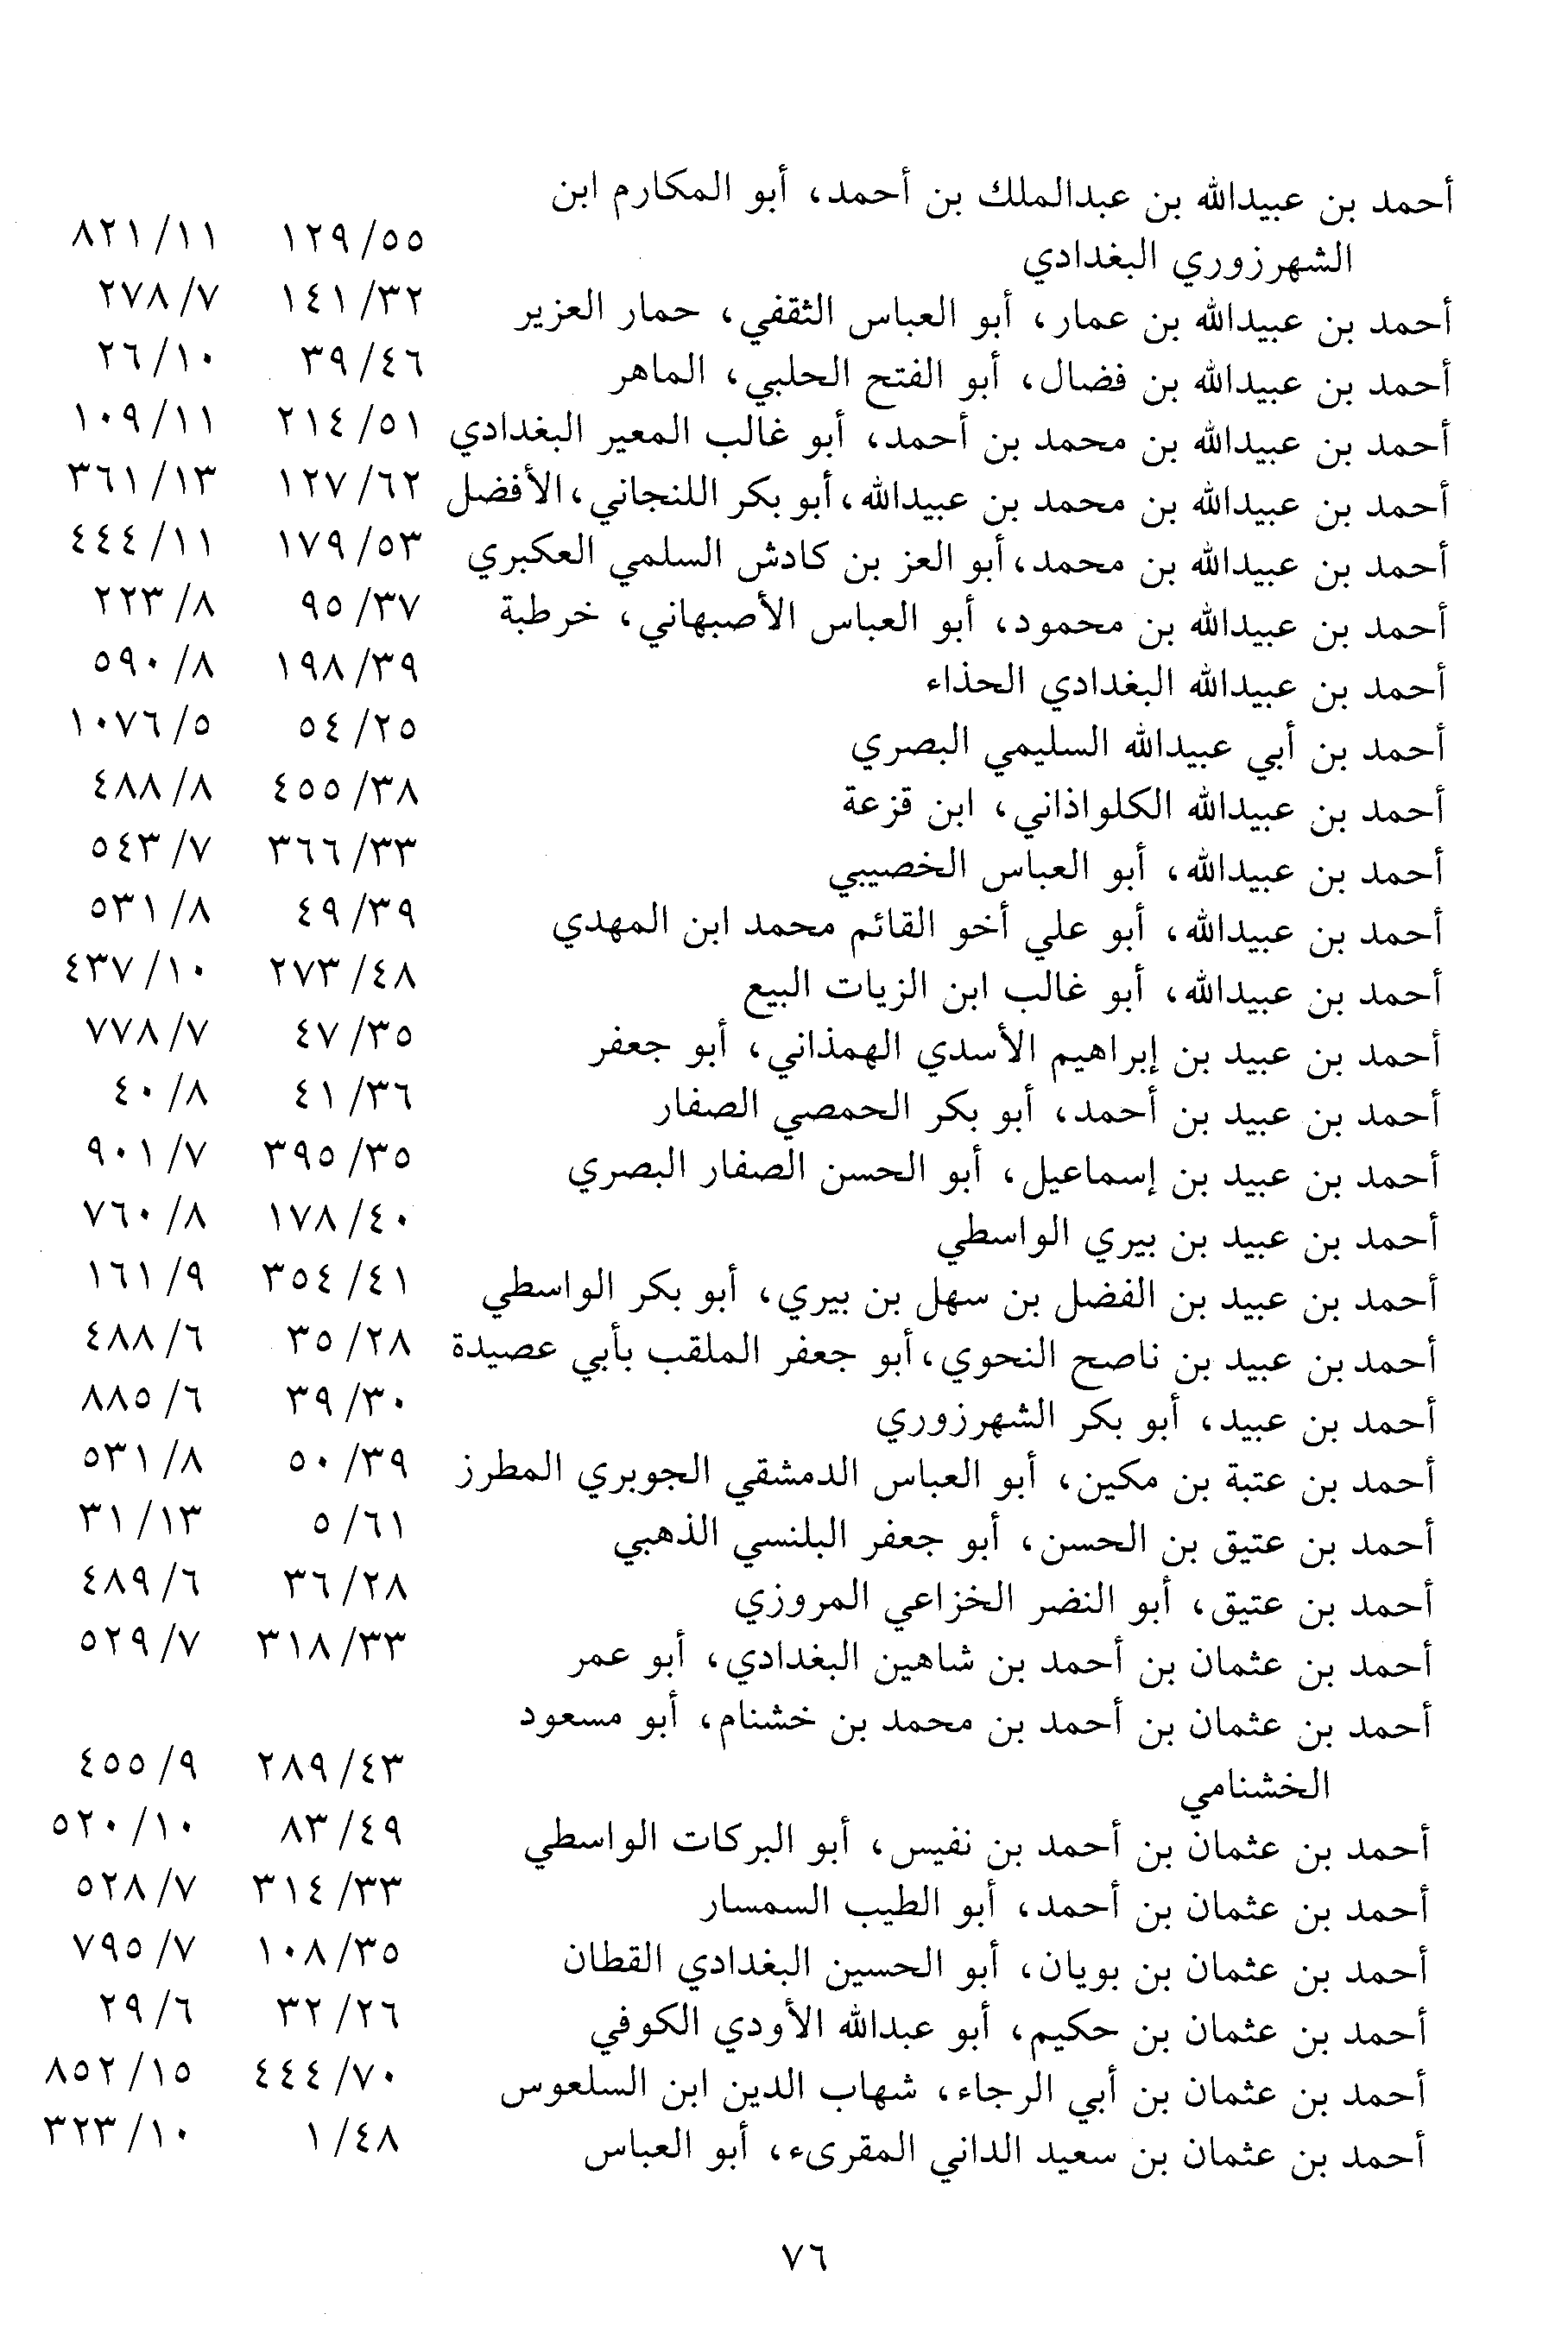 أحمد بن عبيدالله بن عبدالملك بن أحمد، أبو المكارم ابن
الشهرزوري البغدادي ١٢٩/٥٥ ٨٢١/١١
أحمد بن عبيدالله بن عمار، أبو العباس الثقفي، حمار العزير ١٤١/٣٢ ٢٧٨/٧
أحمد بن عبيدالله بن فضال، أبو الفتح الحلبي، الماهر ٣٩/٤٦ ٢٦/١٠
أحمد بن عبيدالله بن محمد بن أحمد، أبو غالب المعير البغدادي ٢١٤/٥١ ١٠٩/١١
أحمد بن عبيدالله بن محمد بن عبيدالله، أبو بكر اللنجاني، الأفضل ١٢٧/٦٢ ٣٦١/١٣
أحمد بن عبيدالله بن محمد، أبو العز بن كادش السلمي العكبري ١٧٩/٥٣ ٤٤٤/١١
أحمد بن عبيدالله بن محمود، أبو العباس الأصبهاني، خرطبة ٩٥/٣٧ ٢٢٣/٨
أحمد بن عبيدالله البغدادي الحذاء ١٩٨/٣٩ ٥٩٠/٨
أحمد بن أبي عبيدالله السليمي البصري ٥٤/٢٥ ١٠٧٦/٥
أحمد بن عبيدالله الكلواذاني، ابن قزعة ٤٥٥/٣٨ ٤٨٨/٨
أحمد بن عبيدالله، أبو العباس الخصيبي ٣٦٦/٣٣ ٥٤٣/٧
أحمد بن عبيدالله، أبو علي أخو القائم محمد ابن المهدي ٤٩/٣٩ ٥٣١/٨
أحمد بن عبيدالله، أبو غالب ابن الزيات البيع ٢٧٣/٤٨ ٤٣٧/١٠
أحمد بن عبيد بن إبراهيم الأسدي الهمذاني، أبو جعفر ٤٧/٣٥ ٧٧٨/٧
أحمد بن عبيد بن أحمد، أبو بكر الحمصي الصفار ٤١/٣٦ ٤٠/٨
أحمد بن عبيد بن إسماعيل، أبو الحسن الصفار البصري ٣٩٥/٣٥ ٩٠١/٧
أحمد بن عبيد بن بيري الواسطي ١٧٨/٤٠ ٧٦٠/٨
أحمد بن عبيد بن الفضل بن سهل بن بيري، أبو بكر الواسطي ٣٥٤/٤١ ١٦١/٩
أحمد بن عبيد بن ناصح النحوي، أبو جعفر الملقب بأبي عصيدة ٣٥/٢٨ ٤٨٨/٦
أحمد بن عبيد، أبو بكر الشهرزوري ٣٩/٣٠ ٨٨٥/٦
أحمد بن عتبة بن مكين، أبو العباس الدمشقي الجوبري المطرز ٥٠/٣٩ ٥٣١/٨
أحمد بن عتيق بن الحسن، أبو جعفر البلنسي الذهبي ٥/٦١ ٣١/١٣
أحمد بن عتيق، أبو النضر الخزاعي المروزي ٣٦/٢٨ ٤٨٩/٦
أحمد بن عثمان بن أحمد بن شاهين البغدادي، أبو عمر ٣١٨/٣٣ ٥٢٩/٧
أحمد بن عثمان بن أحمد بن محمد بن خشنام، أبو مسعود
الخشنامي ٢٨٩/٤٣ ٤٥٥/٩
أحمد بن عثمان بن أحمد بن نفيس، أبو البركات الواسطي ٨٣/٤٩ ٥٢٠/١٠
أحمد بن عثمان بن أحمد، أبو الطيب السمسار ٣١٤/٣٣ ٥٢٨/٧
أحمد بن عثمان بن بويان، أبو الحسين البغدادي القطان ١٠٨/٣٥ ٧٩٥/٧
أحمد بن عثمان بن حكيم، أبو عبدالله الأودي الكوفي ٣٢/٢٦ ٢٩/٦
أحمد بن عثمان بن أبي الرجاء، شهاب الدين ابن السلعوس ٤٤٤/٧٠ ٨٥٢/١٥
أحمد بن عثمان بن سعيد الداني المقرىء، أبو العباس ١/٤٨ ٣٢٣/١٠
٧٦